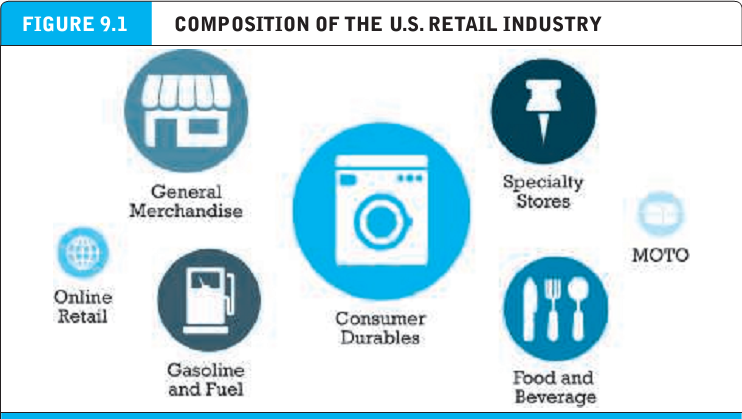 FIGURE 9.1
COMPOSITION OF THE U.S. RETAIL INDUSTRY
General
Merchandise
Specialty
Stores
MOTO
Online
Retail
Consumer
Durables
Gasoline
and Fuel
Food and
Beverage